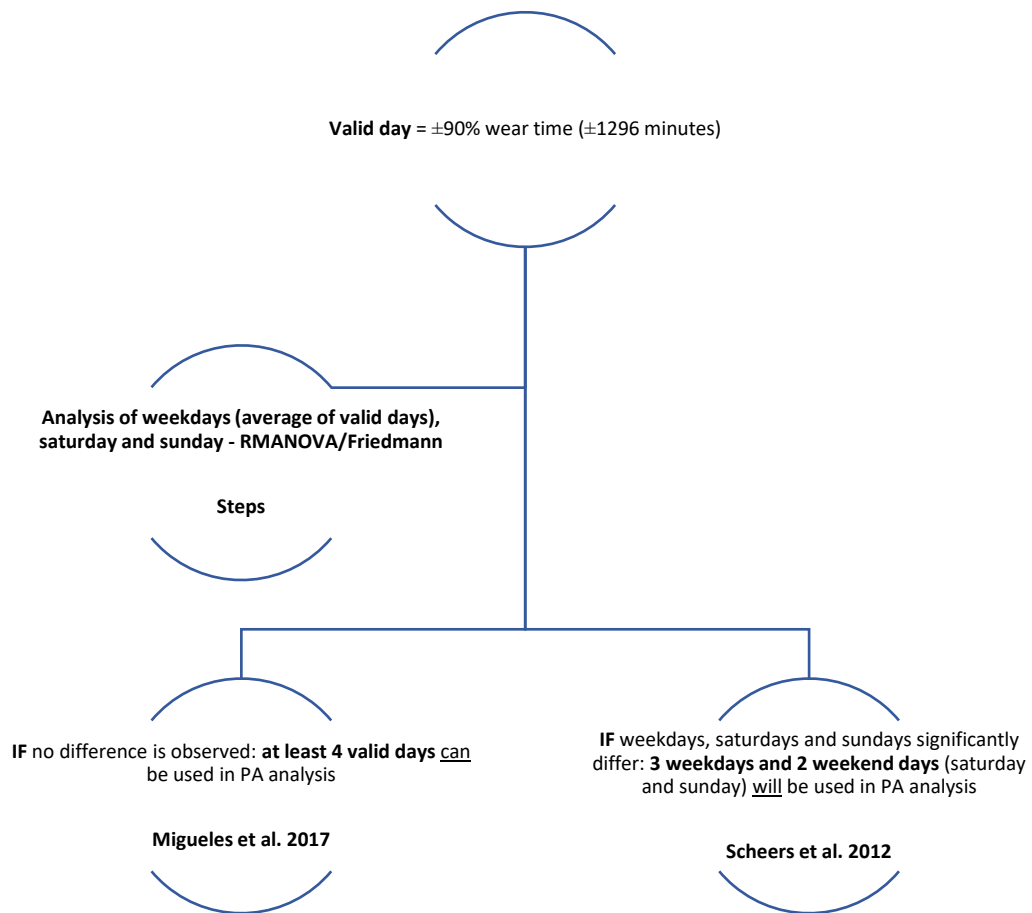 Valid day = ±90% wear time (±1296 minutes)
Analysis of weekdays (average of valid days),
saturday and sunday - RMANOVA/Friedmann
Steps
IF no difference is observed: at least 4 valid days can
be used in PA analysis
Migueles et al. 2017
IF weekdays, saturdays and sundays significantly
differ: 3 weekdays and 2 weekend days (saturday
and sunday) will be used in PA analysis
Scheers et al. 2012